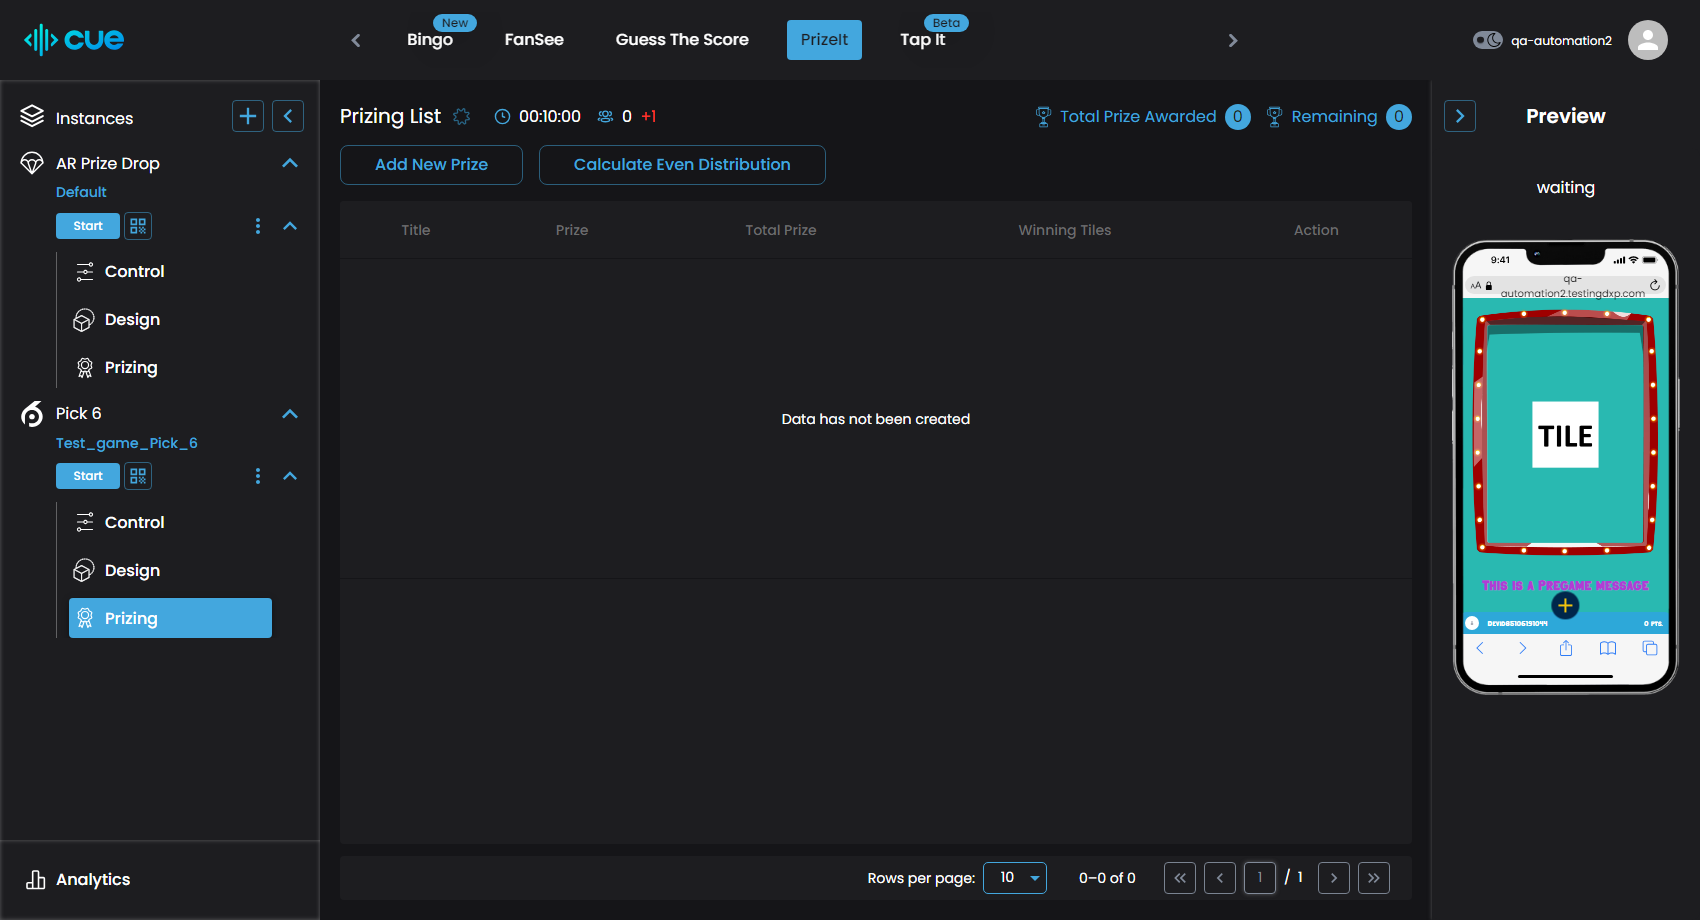 cue
New
Bingo
FanSee
Guess The Score
PrizeIt
Beta
Tap It
qa-automation2
Instances
AR Prize Drop
Default
Start
Control
Design
Prizing
Pick 6
Test_game_Pick_6
Start
Control
Design
Prizing
Analytics
Prizing List
00:10:00
0 +1
Total Prize Awarded 0
Remaining 0
Add New Prize
Calculate Even Distribution
Title Prize Total Prize Winning Tiles Action
Data has not been created
Rows per page: 10 0–0 of 0 1 / 1
Preview
waiting
9:41
AA
qa-
automation2.testingdxp.com
TILE
This is a Pregame message
0 PTS.